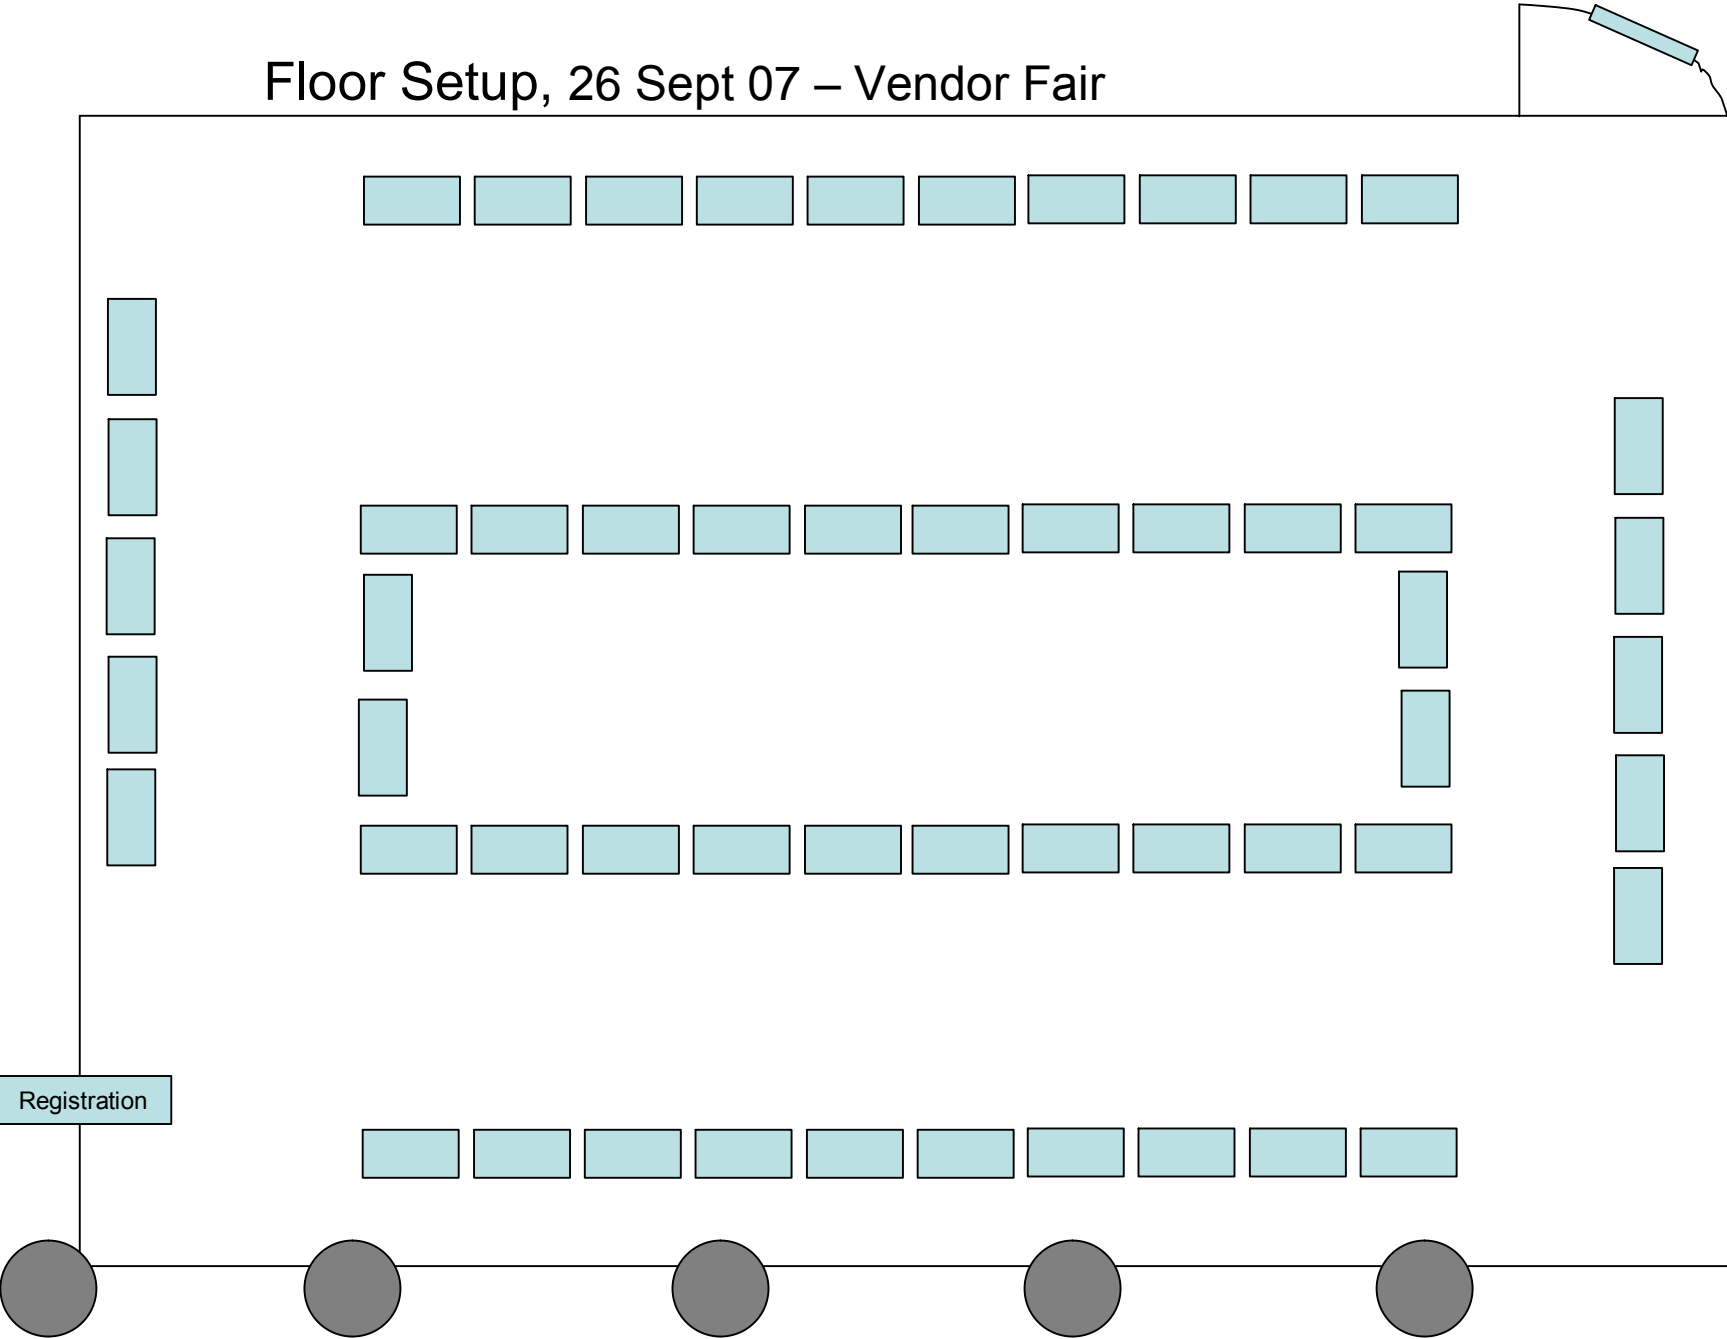 Floor Setup, 26 Sept 07 – Vendor Fair
Registration